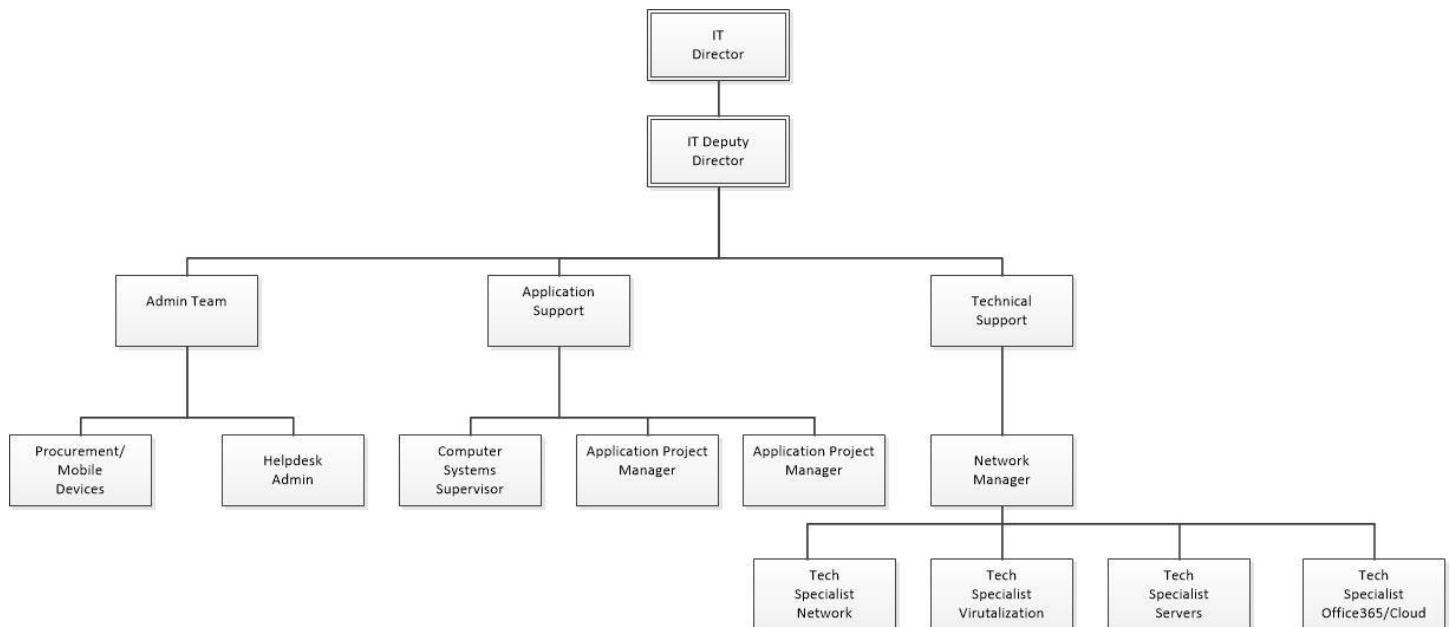 IT
Director
IT Deputy
Director
Admin Team
Application
Support
Technical
Support
Procurement/
Mobile
Devices
Helpdesk
Admin
Computer
Systems
Supervisor
Application Project
Manager
Application Project
Manager
Network
Manager
Tech
Specialist
Network
Tech
Specialist
Virutalization
Tech
Specialist
Servers
Tech
Specialist
Office365/Cloud